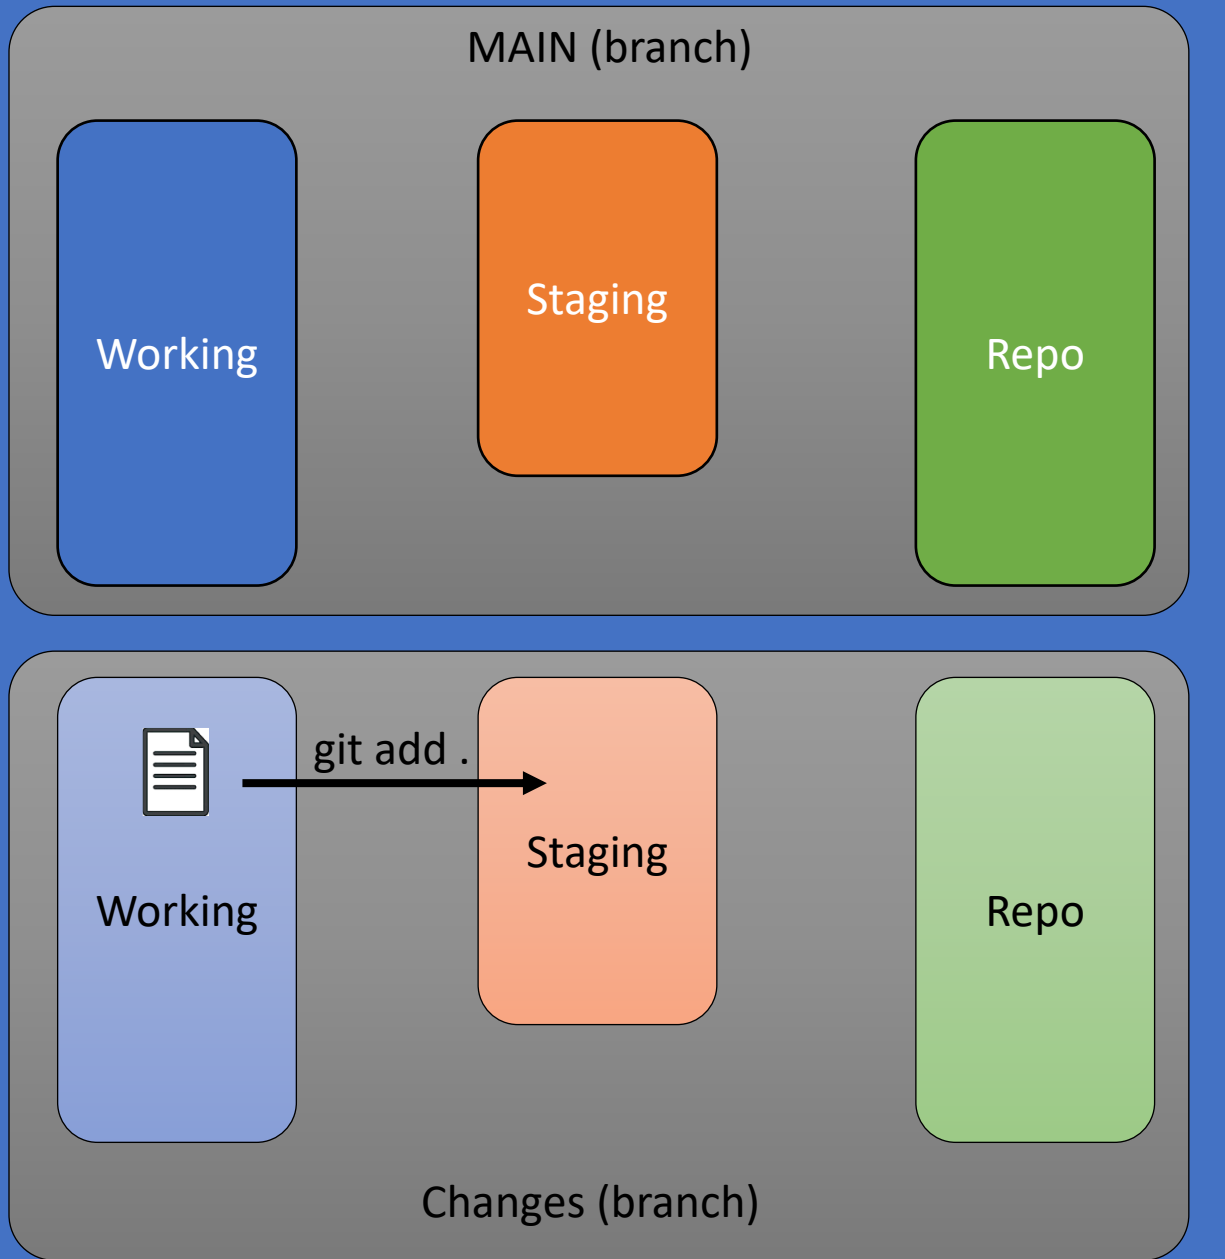 MAIN (branch)
Working
Staging
Repo
git add .
Working
Staging
Repo
Changes (branch)